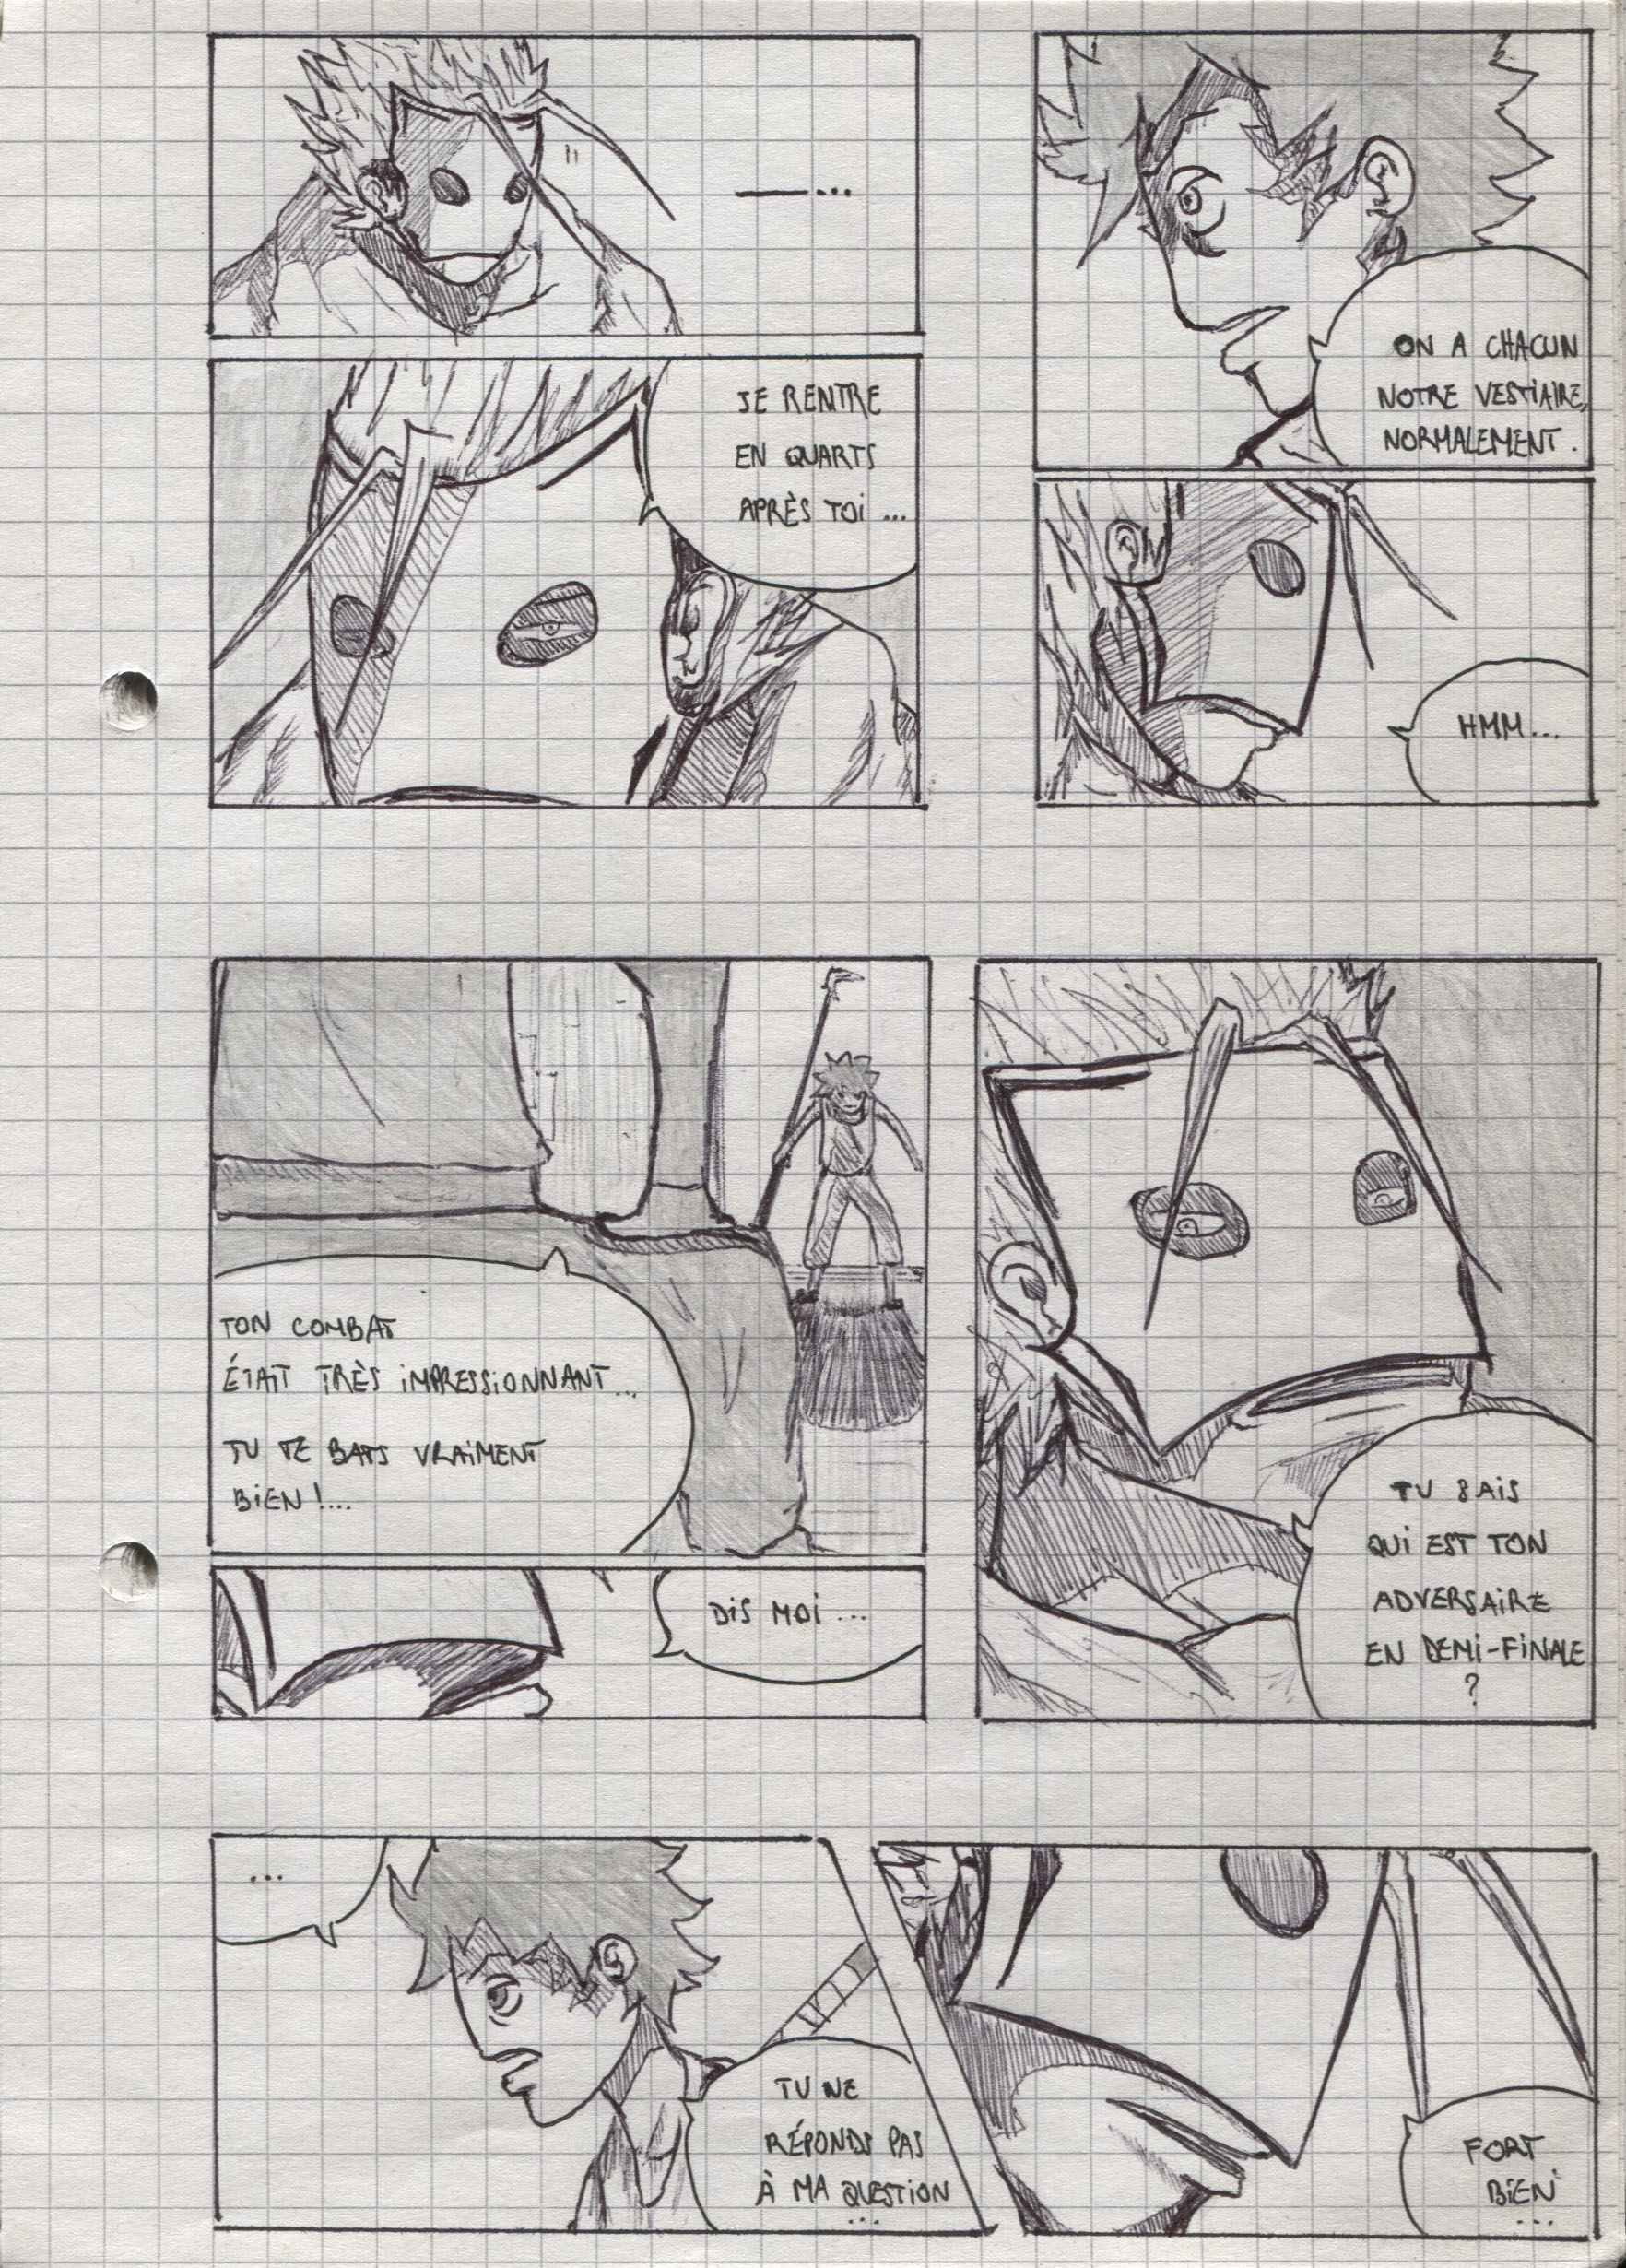 ...
JE RENTRE
EN QUARTS
APRÈS TOI ...
ON A CHACUN
NOTRE VESTIAIRE,
NORMALEMENT.
HMM...
TON COMBAT
ÉTAIT TRÈS IMPRESSIONNANT...
TU TE BATS VRAIMENT
BIEN !...
DIS MOI ...
TU SAIS
QUI EST TON
ADVERSAIRE
EN DEMI-FINALE
?
...
TU NE
RÉPONDS PAS
À MA QUESTION
...
FORT
BIEN
...